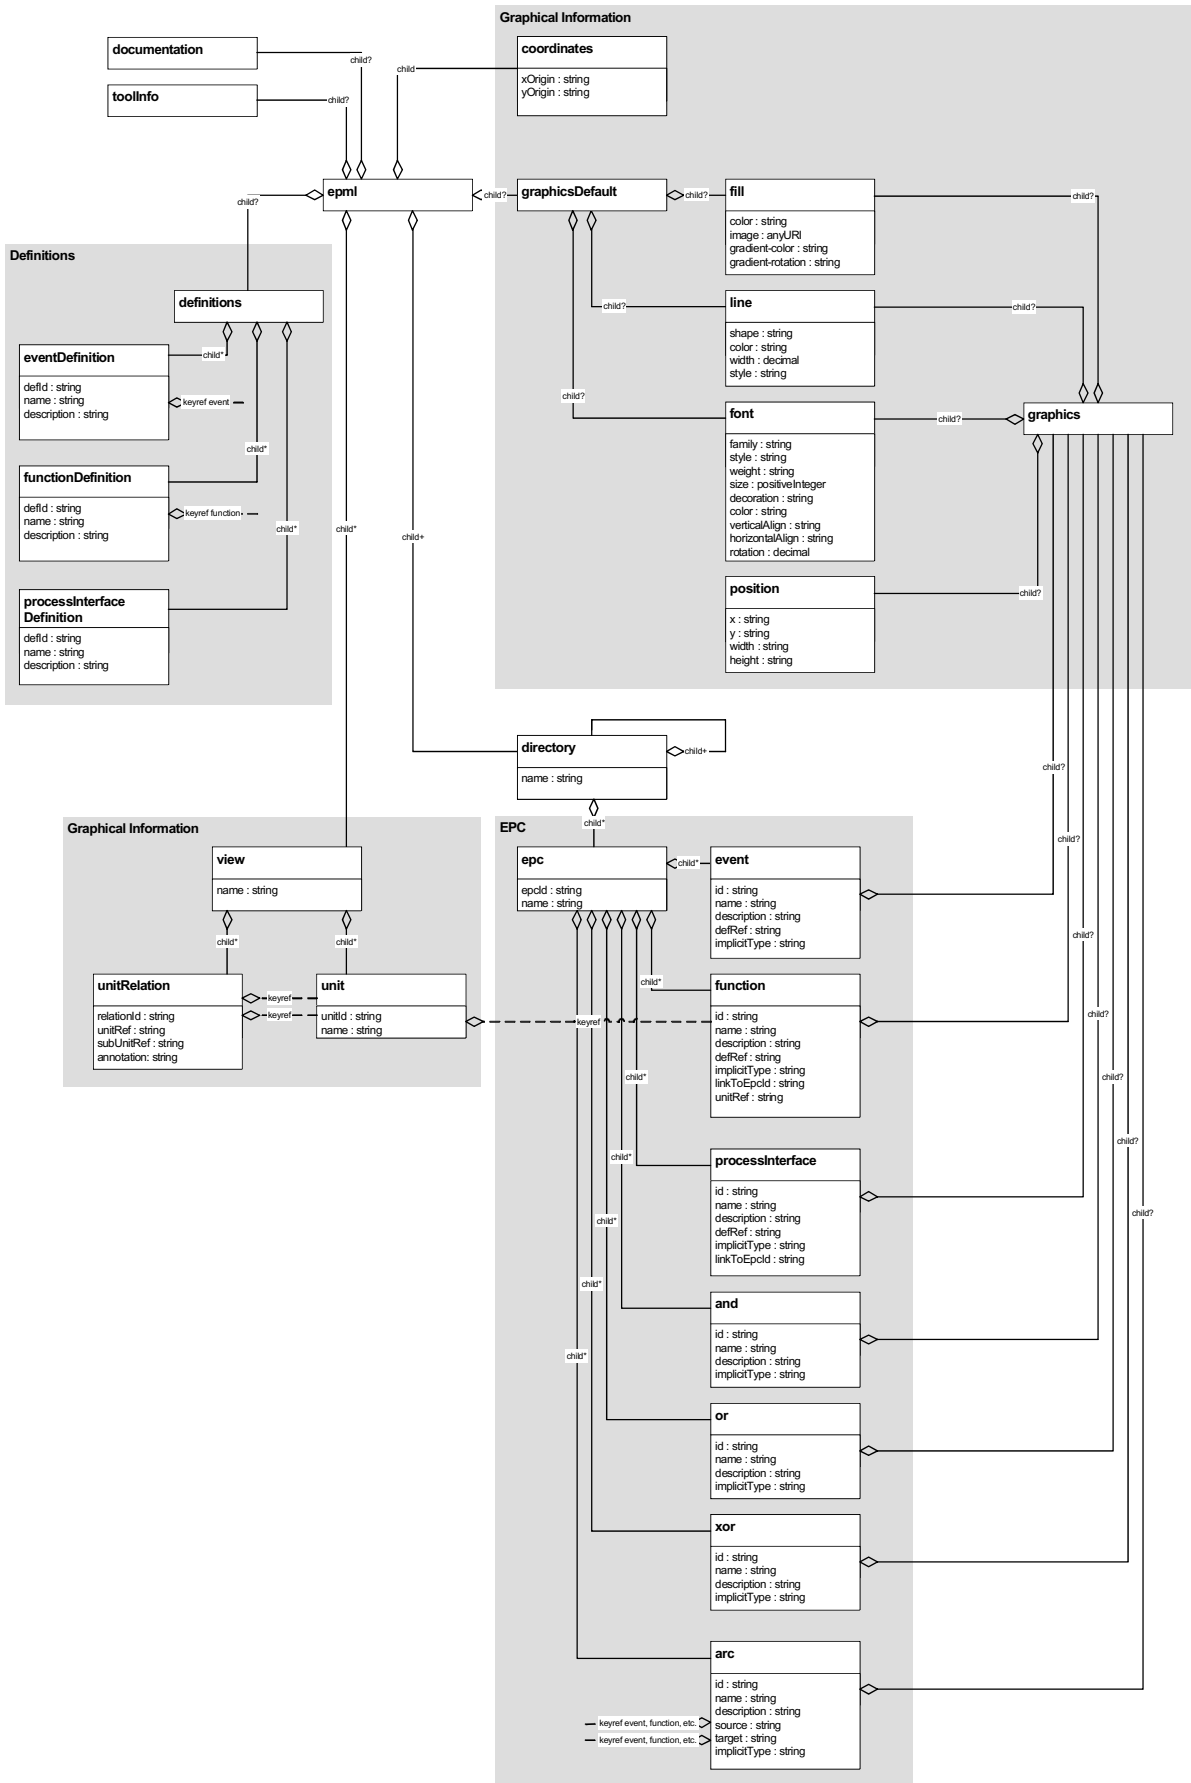 Graphical Information
documentation
child?
toolInfo
child?
child
coordinates
xOrigin : string
yOrigin : string
epml
child?
child?
graphicsDefault
child?
fill
color : string
image : anyURI
gradient-color : string
gradient-rotation : string
child?
Definitions
definitions
child*
eventDefinition
defId : string
name : string
description : string
keyref event
child*
functionDefinition
defId : string
name : string
description : string
keyref function
child*
processInterface
Definition
defId : string
name : string
description : string
child*
child+
child?
line
shape : string
color : string
width : decimal
style : string
child?
child?
font
family : string
style : string
weight : string
size : positiveInteger
decoration : string
color : string
verticalAlign : string
horizontalAlign : string
rotation : decimal
child?
graphics
position
x : string
y : string
width : string
height : string
child?
directory
name : string
child+
child*
child?
Graphical Information
view
name : string
child*
child*
unitRelation
relationId : string
unitRef : string
subUnitRef : string
annotation: string
keyref
keyref
unit
unitId : string
name : string
keyref
EPC
epc
epcId : string
name : string
child*
event
id : string
name : string
description : string
defRef : string
implicitType : string
child?
child*
function
id : string
name : string
description : string
defRef : string
implicitType : string
linkToEpcId : string
unitRef : string
child?
child*
processInterface
id : string
name : string
description : string
defRef : string
implicitType : string
linkToEpcId : string
child?
child*
and
id : string
name : string
description : string
implicitType : string
child?
child*
or
id : string
name : string
description : string
implicitType : string
child?
child*
xor
id : string
name : string
description : string
implicitType : string
child?
child*
arc
id : string
name : string
description : string
source : string
target : string
implicitType : string
keyref event, function, etc.
keyref event, function, etc.